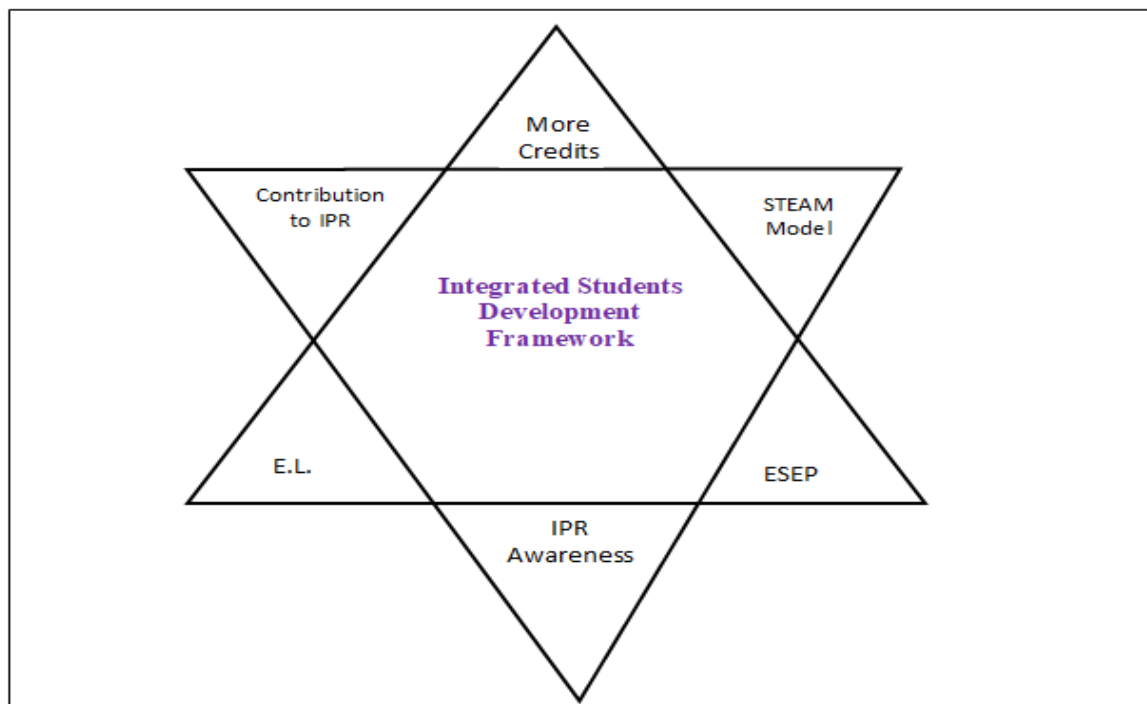 More
Credits
Contribution
to IPR
STEAM
Model
Integrated Students
Development
Framework
E.L.
ESEP
IPR
Awareness